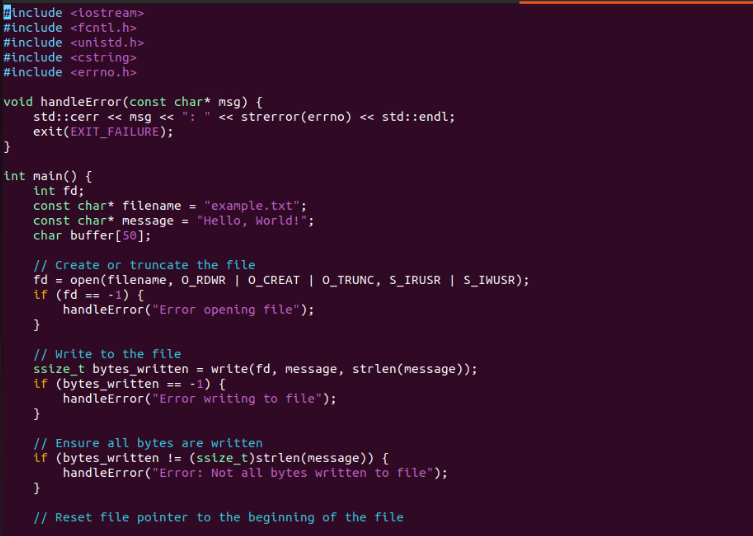 #include <iostream>
#include <fcntl.h>
#include <unistd.h>
#include <cstring>
#include <errno.h>

void handleError(const char* msg) {
    std::cerr << msg << ": " << strerror(errno) << std::endl;
    exit(EXIT_FAILURE);
}

int main() {
    int fd;
    const char* filename = "example.txt";
    const char* message = "Hello, World!";
    char buffer[50];

    // Create or truncate the file
    fd = open(filename, O_RDWR | O_CREAT | O_TRUNC, S_IRUSR | S_IWUSR);
    if (fd == -1) {
        handleError("Error opening file");
    }

    // Write to the file
    ssize_t bytes_written = write(fd, message, strlen(message));
    if (bytes_written == -1) {
        handleError("Error writing to file");
    }

    // Ensure all bytes are written
    if (bytes_written != (ssize_t)strlen(message)) {
        handleError("Error: Not all bytes written to file");
    }

    // Reset file pointer to the beginning of the file